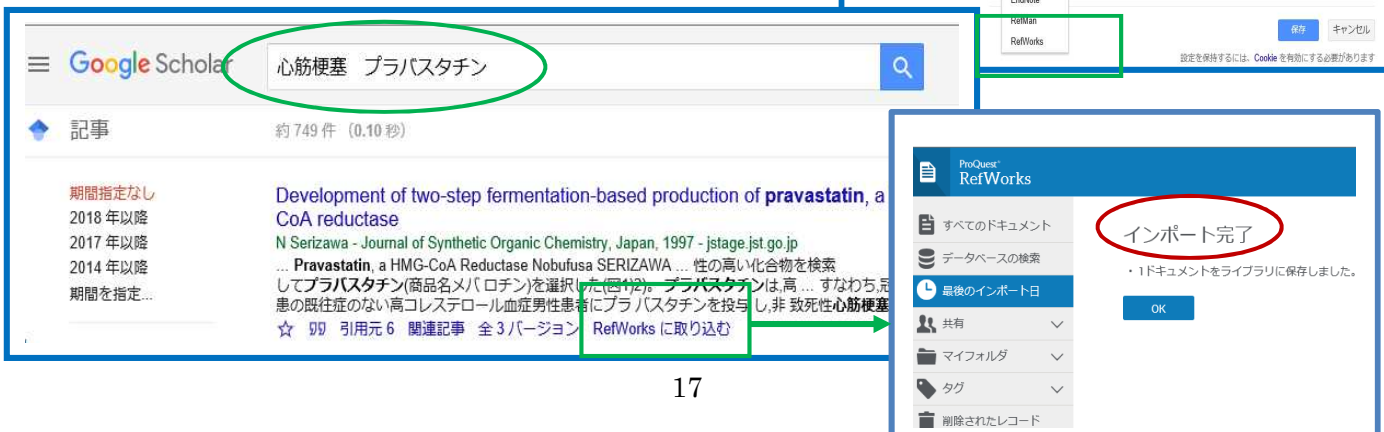 EndNote
RefMan
RefWorks
保存 キャンセル
設定を保持するには、Cookie を有効にする必要があります
Google Scholar
心筋梗塞 プラバスタチン
記事
約 749 件 (0.10 秒)
期間指定なし
2018 年以降
2017 年以降
2014 年以降
期間を指定...
Development of two-step fermentation-based production of pravastatin, a
CoA reductase
N Serizawa - Journal of Synthetic Organic Chemistry, Japan, 1997 - jstage.jst.go.jp
... Pravastatin, a HMG-CoA Reductase Nobufusa SERIZAWA ... 性の高い化合物を検索
してプラバスタチン(商品名メバ ロチン)を選択した(図1)2)。 プラバスタチンは,高 ... すなわち,冠
患の既往症のない高コレステロール血症男性患者にプラ バスタチンを投与 し,非 致死性心筋梗塞
引用元 6 関連記事 全 3 バージョン RefWorks に取り込む
ProQuest
RefWorks
すべてのドキュメント
データベースの検索
最後のインポート日
共有
マイフォルダ
タグ
削除されたレコード
インポート完了
・1ドキュメントをライブラリに保存しました。
OK
17